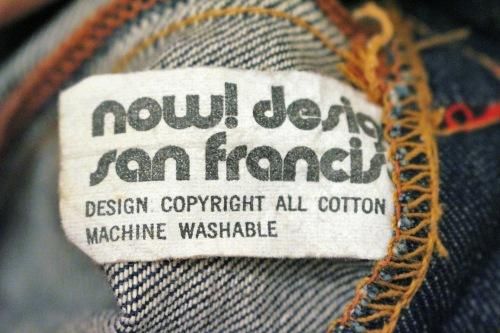 now! desig
san francis
DESIGN COPYRIGHT ALL COTTON
MACHINE WASHABLE